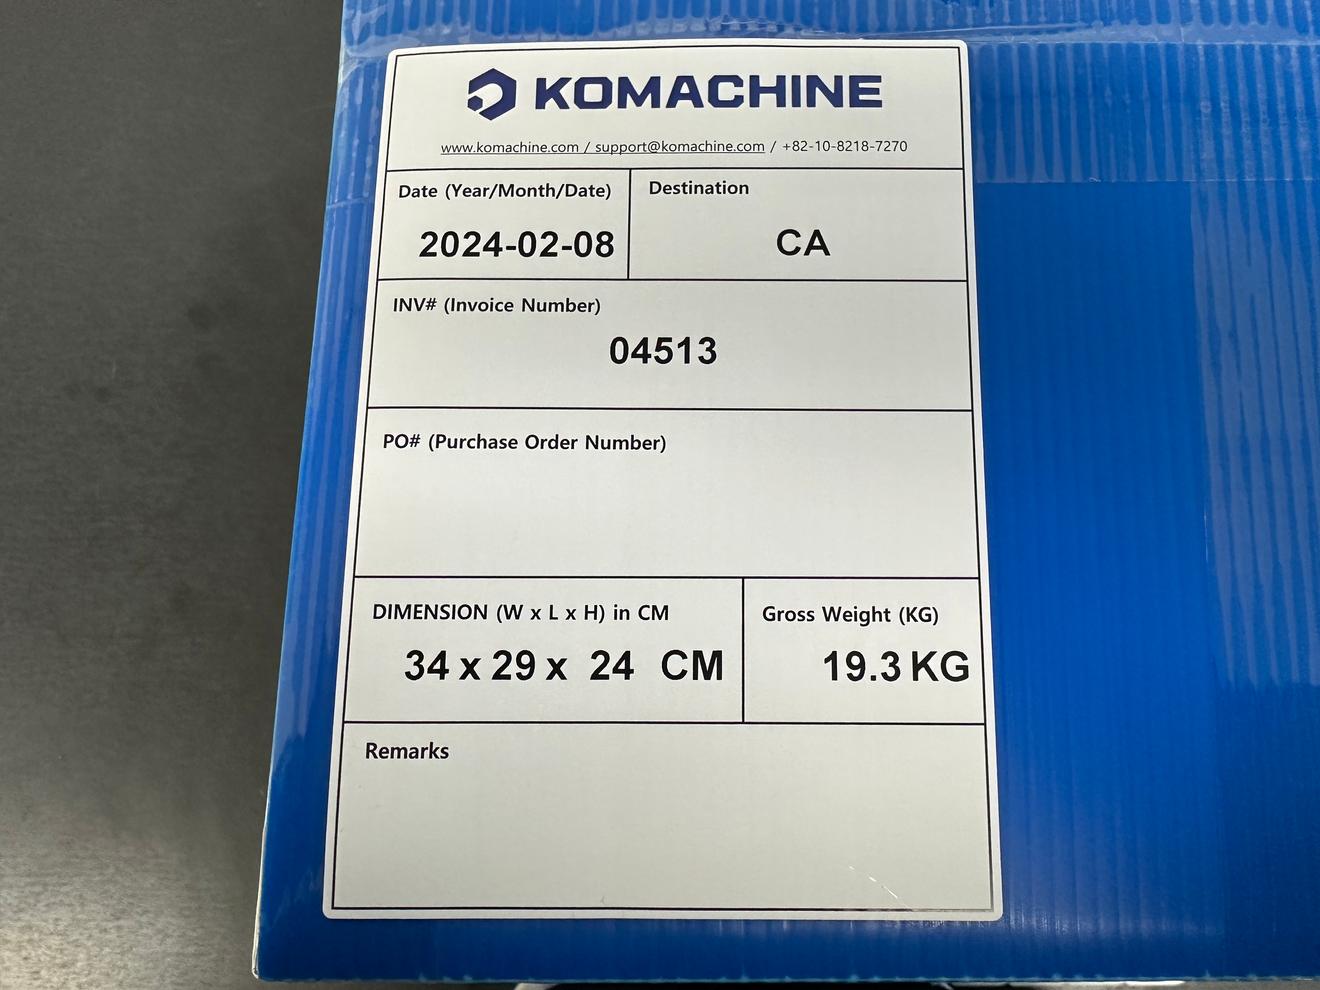 KOMACHINE
www.komachine.com / support@komachine.com / +82-10-8218-7270
Date (Year/Month/Date)
2024-02-08
Destination
CA
INV# (Invoice Number)
04513
PO# (Purchase Order Number)
DIMENSION (W x L x H) in CM
34 x 29 x 24 CM
Gross Weight (KG)
19.3 KG
Remarks